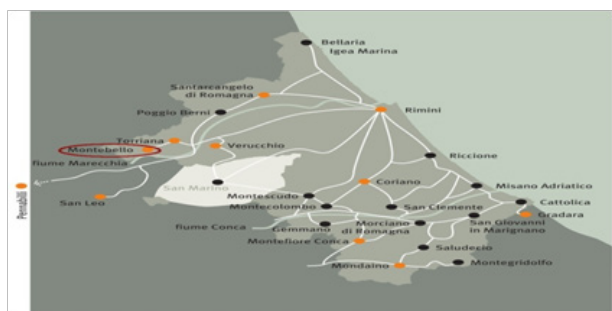 Bellaria
Igea Marina
Santarcangelo
di Romagna
Poggio Berni
Rimini
Torriana
Montebello
Verucchio
fiume Marecchia
Riccione
San Marino
Coriano
Misano Adriatico
Pennabilli
San Leo
Montescudo
Montecolombo
San Clemente
Cattolica
Gradara
fiume Conca
Gemmano
Morciano
di Romagna
San Giovanni
in Marignano
Montefiore Conca
Saludecio
Mondaino
Montegridolfo